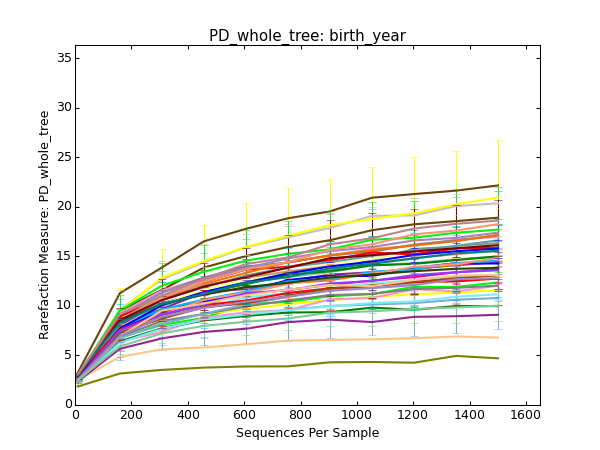 PD_whole_tree: birth_year
Rarefaction Measure: PD_whole_tree
35
30
25
20
15
10
5
0
0 200 400 600 800 1000 1200 1400 1600
Sequences Per Sample